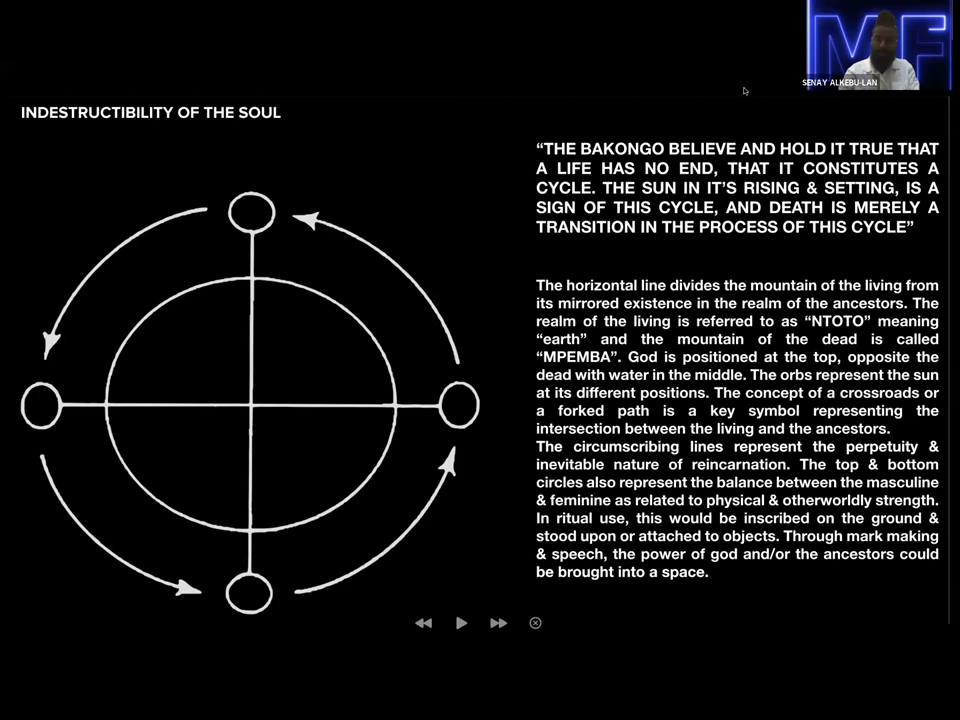 MF
SENAY ALKEBU-LAN
INDESTRUCTIBILITY OF THE SOUL
“THE BAKONGO BELIEVE AND HOLD IT TRUE THAT
A LIFE HAS NO END, THAT IT CONSTITUTES A
CYCLE. THE SUN IN IT’S RISING & SETTING, IS A
SIGN OF THIS CYCLE, AND DEATH IS MERELY A
TRANSITION IN THE PROCESS OF THIS CYCLE”
The horizontal line divides the mountain of the living from
its mirrored existence in the realm of the ancestors. The
realm of the living is referred to as “NTOTO” meaning
“earth” and the mountain of the dead is called
“MPEMBA”. God is positioned at the top, opposite the
dead with water in the middle. The orbs represent the sun
at its different positions. The concept of a crossroads or
a forked path is a key symbol representing the
intersection between the living and the ancestors.
The circumscribing lines represent the perpetuity &
inevitable nature of reincarnation. The top & bottom
circles also represent the balance between the masculine
& feminine as related to physical & otherworldly strength.
In ritual use, this would be inscribed on the ground &
stood upon or attached to objects. Through mark making
& speech, the power of god and/or the ancestors could
be brought into a space.